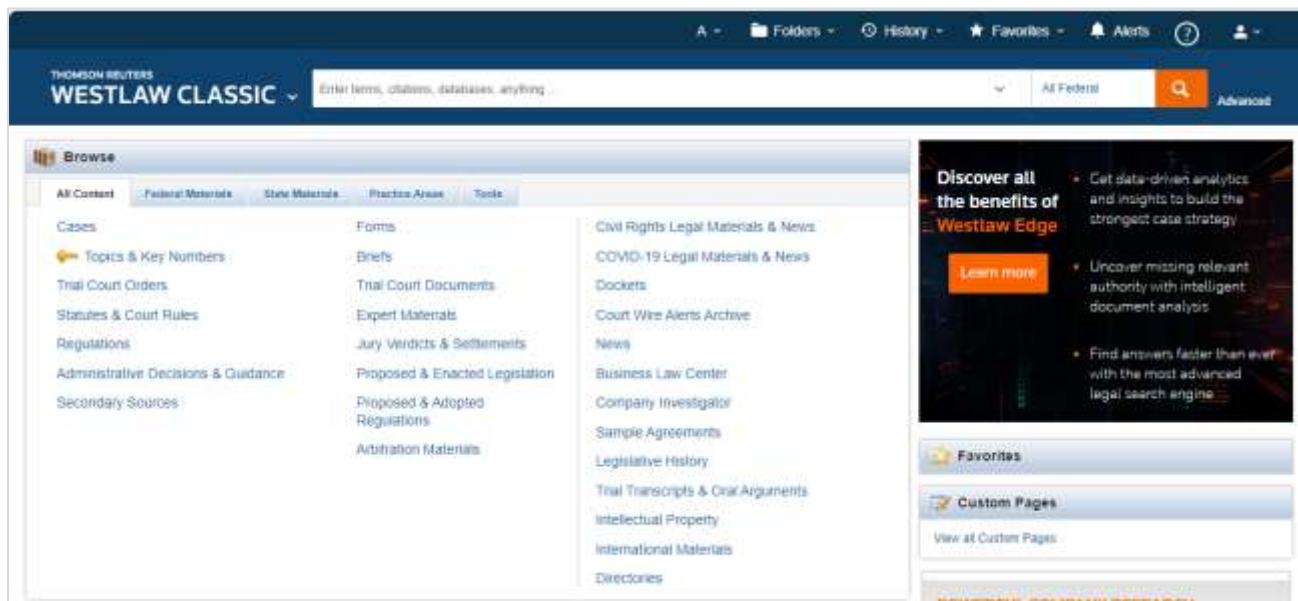 A
Folders
History
Favorites
Alerts
?
THOMSON REUTERS
WESTLAW CLASSIC
Enter terms, citations, databases, anything ...
All Federal
Advanced
Browse
All Content
Federal Materials
State Materials
Practice Areas
Tools
Cases
Topics & Key Numbers
Trial Court Orders
Statutes & Court Rules
Regulations
Administrative Decisions & Guidance
Secondary Sources
Forms
Briefs
Trial Court Documents
Expert Materials
Jury Verdicts & Settlements
Proposed & Enacted Legislation
Proposed & Adopted
Regulations
Arbitration Materials
Civil Rights Legal Materials & News
COVID-19 Legal Materials & News
Dockets
Court Wire Alerts Archive
News
Business Law Center
Company Investigator
Sample Agreements
Legislative History
Trial Transcripts & Oral Arguments
Intellectual Property
International Materials
Directories
Discover all
the benefits of
Westlaw Edge
Learn more
Get data-driven analytics
and insights to build the
strongest case strategy
Uncover missing relevant
authority with intelligent
document analysis
Find answers faster than ever
with the most advanced
legal search engine
Favorites
Custom Pages
View all Custom Pages